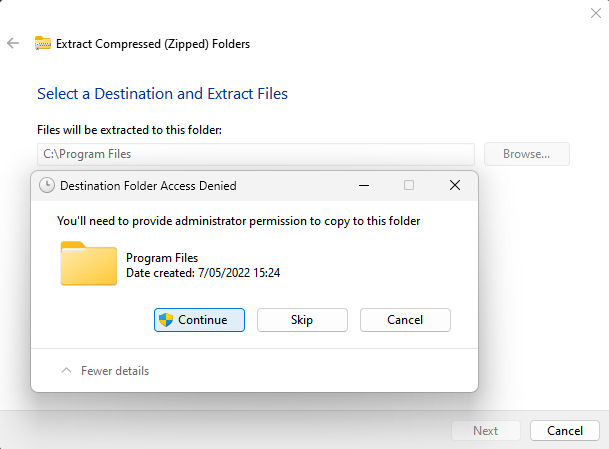 Extract Compressed (Zipped) Folders
Select a Destination and Extract Files
Files will be extracted to this folder:
C:\Program Files
Browse...
Destination Folder Access Denied
You'll need to provide administrator permission to copy to this folder
Program Files
Date created: 7/05/2022 15:24
Continue
Skip
Cancel
Fewer details
Next
Cancel